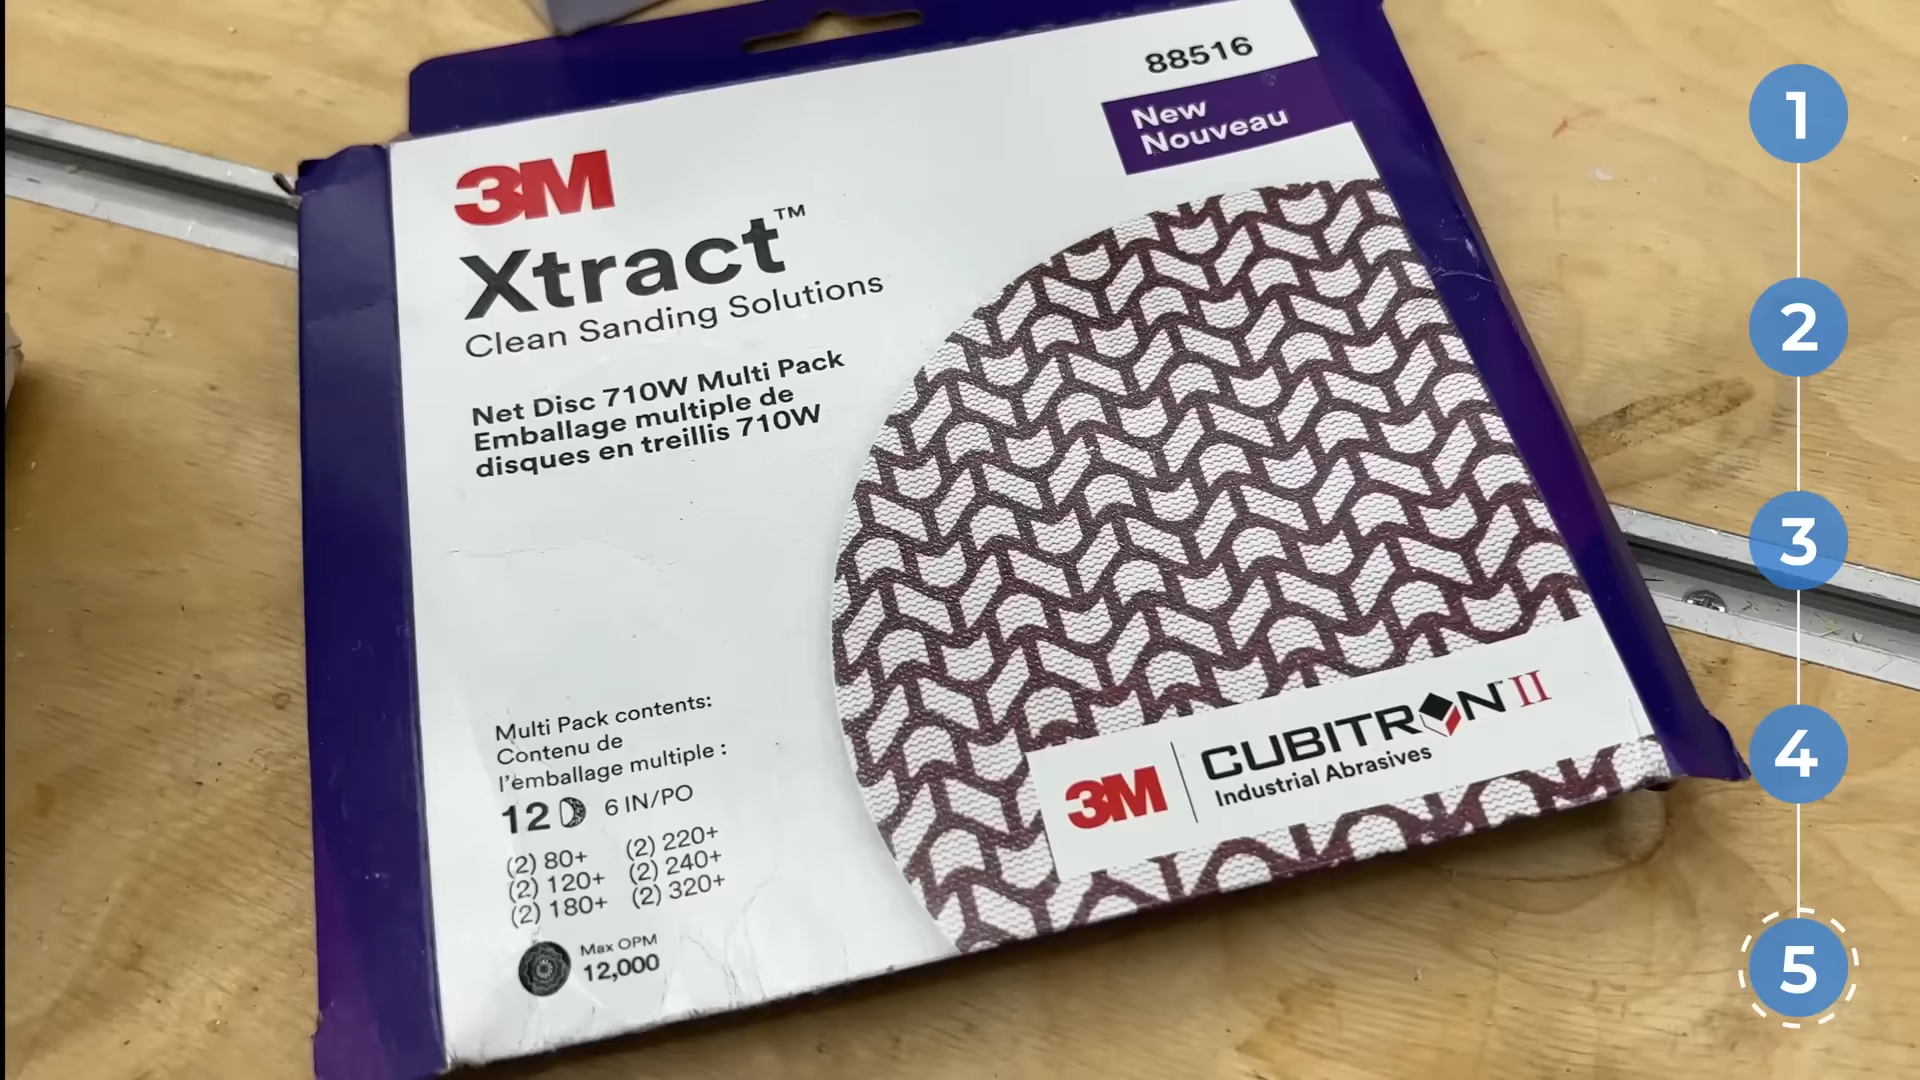 88516
New
Nouveau
3M
Xtract™
Clean Sanding Solutions
Net Disc 710W Multi Pack
Emballage multiple de
disques en treillis 710W
Multi Pack contents:
Contenu de
l'emballage multiple :
12 6 IN/PO
(2) 80+ (2) 220+
(2) 120+ (2) 240+
(2) 180+ (2) 320+
Max OPM
12,000
3M CUBITRON™ II
Industrial Abrasives
1
2
3
4
5